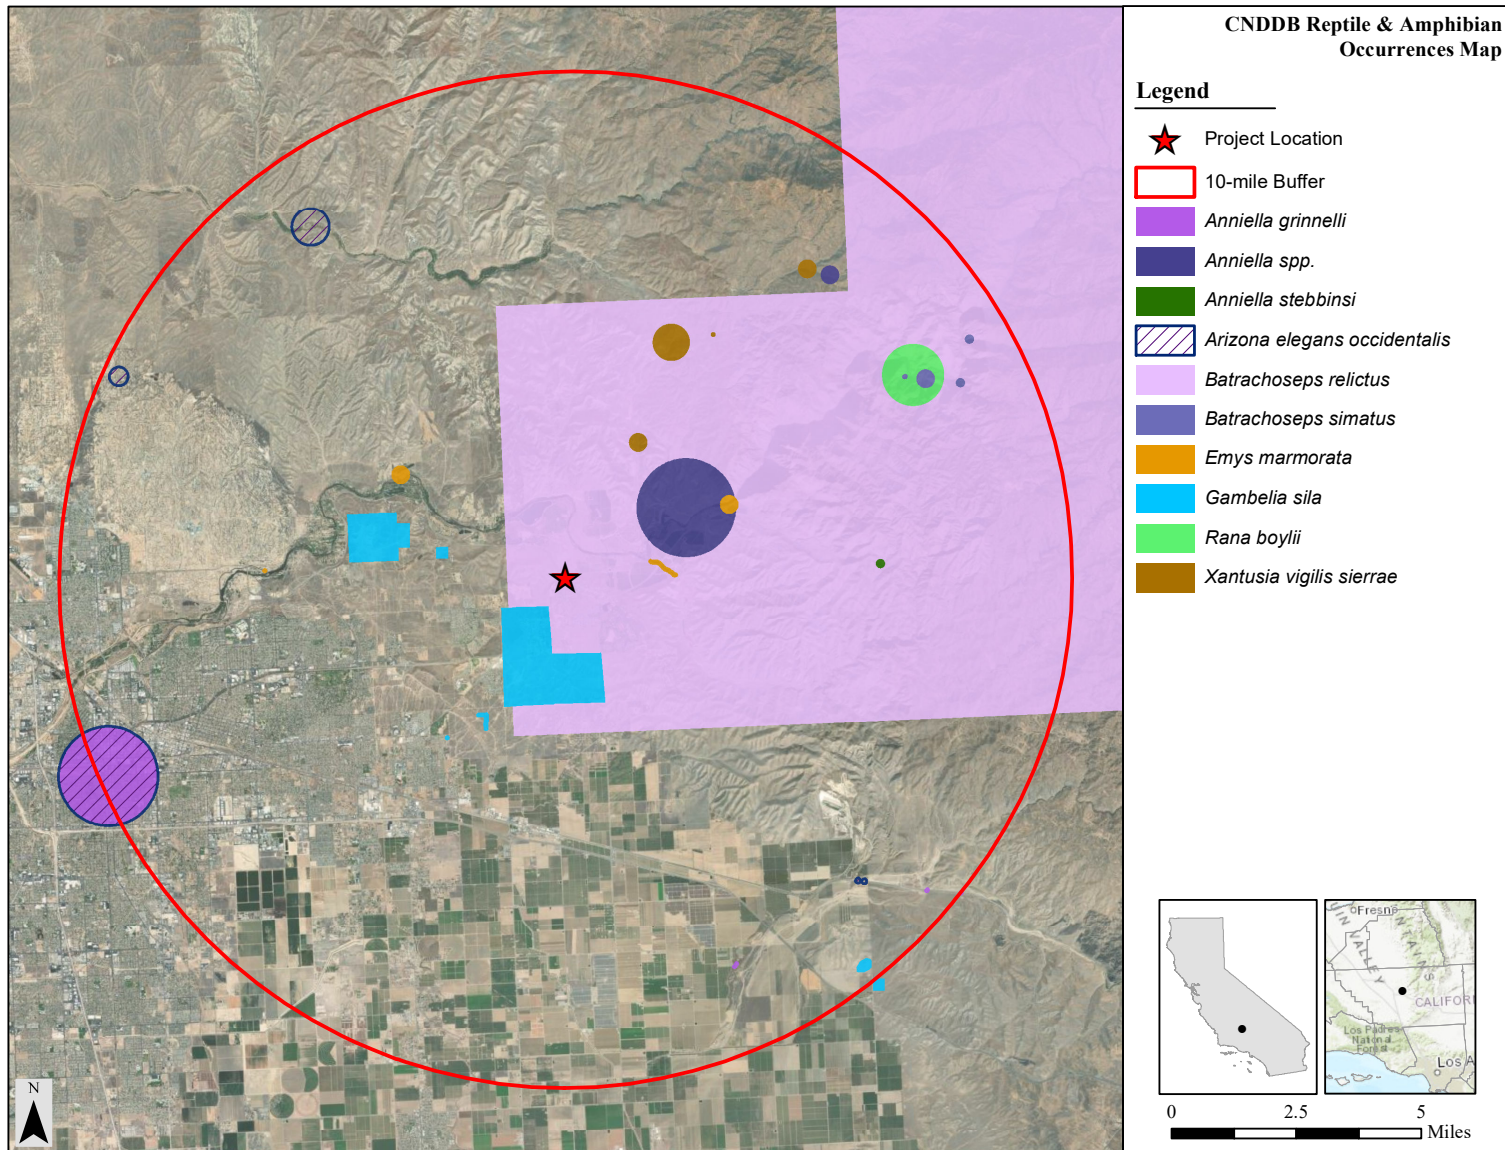 CNDDB Reptile & Amphibian
Occurrences Map
Legend
Project Location
10-mile Buffer
Anniella grinnelli
Anniella spp.
Anniella stebbinsi
Arizona elegans occidentalis
Batrachoseps relictus
Batrachoseps simatus
Emys marmorata
Gambelia sila
Rana boylii
Xantusia vigilis sierrae
N
Fresno
VALLEY
CALIFOR
Los Padres
National
Forest
Los A
0 2.5 5
Miles